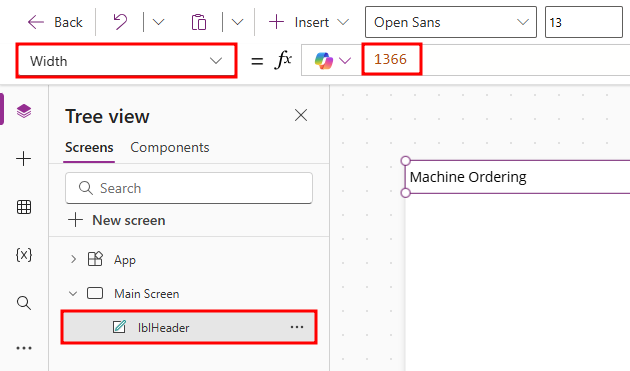 Back Insert Open Sans 13
Width = fx 1366
Tree view
Screens Components
Search
New screen
App
Main Screen
lblHeader
{x}
Machine Ordering